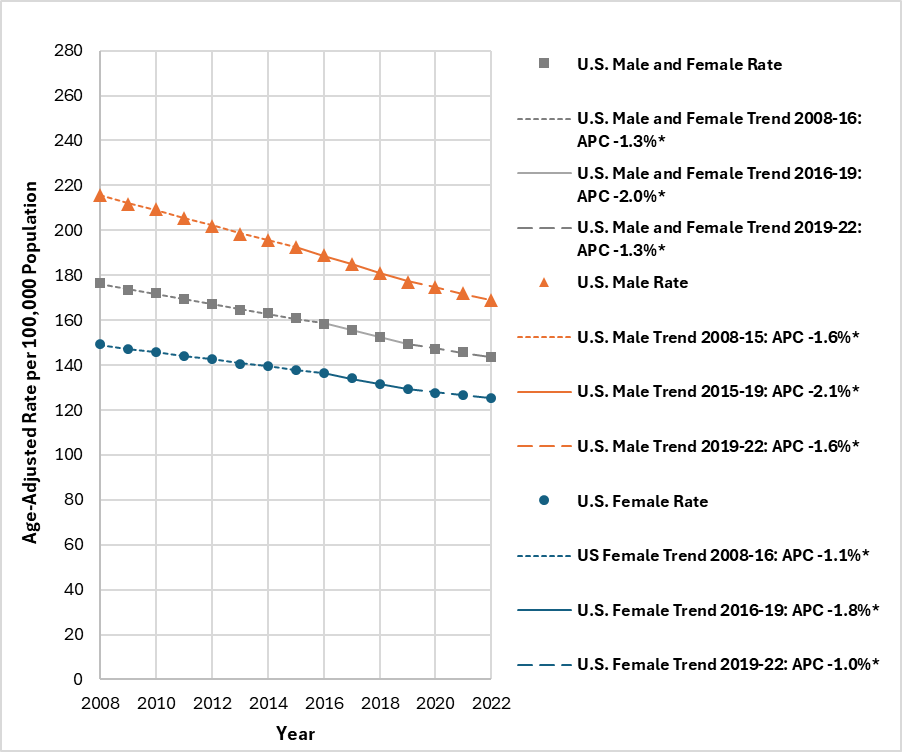 280
260
240
220
200
180
160
140
120
100
80
60
40
20
0
Age-Adjusted Rate per 100,000 Population
2008 2010 2012 2014 2016 2018 2020 2022
Year
U.S. Male and Female Rate
U.S. Male and Female Trend 2008-16:
APC -1.3%*
U.S. Male and Female Trend 2016-19:
APC -2.0%*
U.S. Male and Female Trend 2019-22:
APC -1.3%*
U.S. Male Rate
U.S. Male Trend 2008-15: APC -1.6%*
U.S. Male Trend 2015-19: APC -2.1%*
U.S. Male Trend 2019-22: APC -1.6%*
U.S. Female Rate
US Female Trend 2008-16: APC -1.1%*
U.S. Female Trend 2016-19: APC -1.8%*
U.S. Female Trend 2019-22: APC -1.0%*